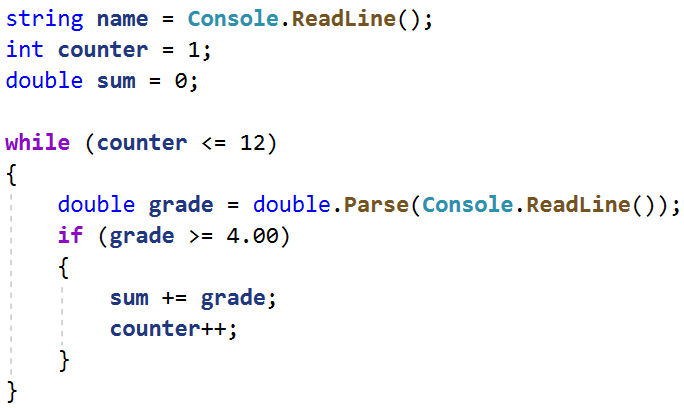 string name = Console.ReadLine();
int counter = 1;
double sum = 0;
while (counter <= 12)
{
double grade = double.Parse(Console.ReadLine());
if (grade >= 4.00)
{
sum += grade;
counter++;
}
}